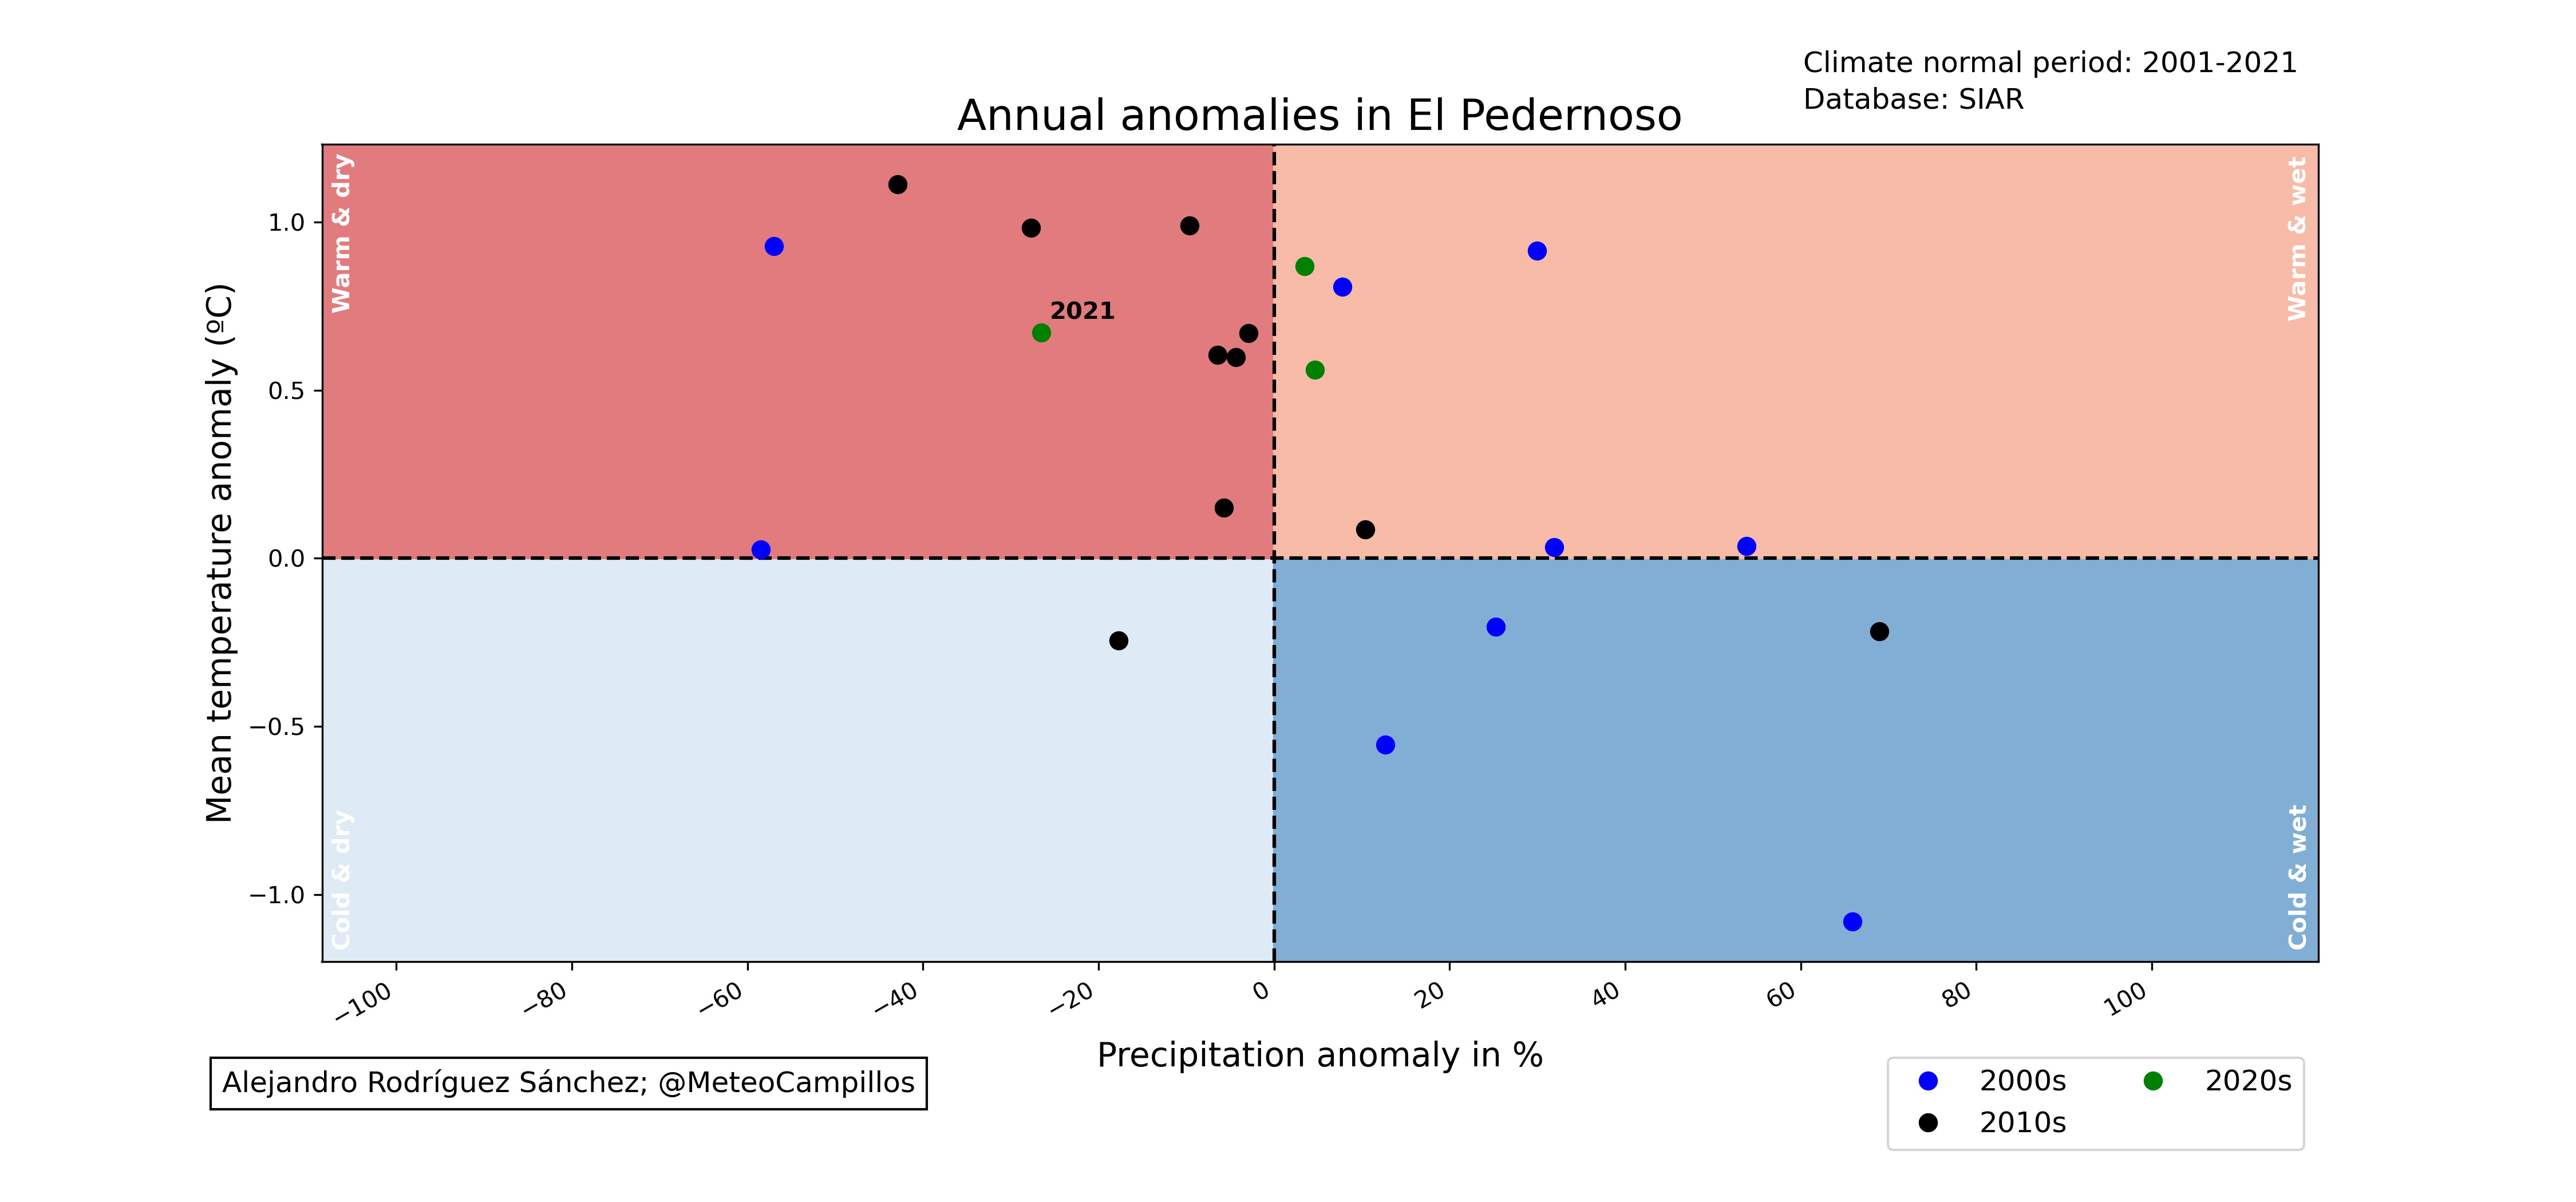 Climate normal period: 2001-2021
Database: SIAR
Annual anomalies in El Pedernoso
Warm & dry
Warm & wet
1.0
0.5
0.0
−0.5
−1.0
Mean temperature anomaly (ºC)
2021
Cold & dry
Cold & wet
−100
−80
−60
−40
−20
0
20
40
60
80
100
Precipitation anomaly in %
Alejandro Rodríguez Sánchez; @MeteoCampillos
2000s
2010s
2020s